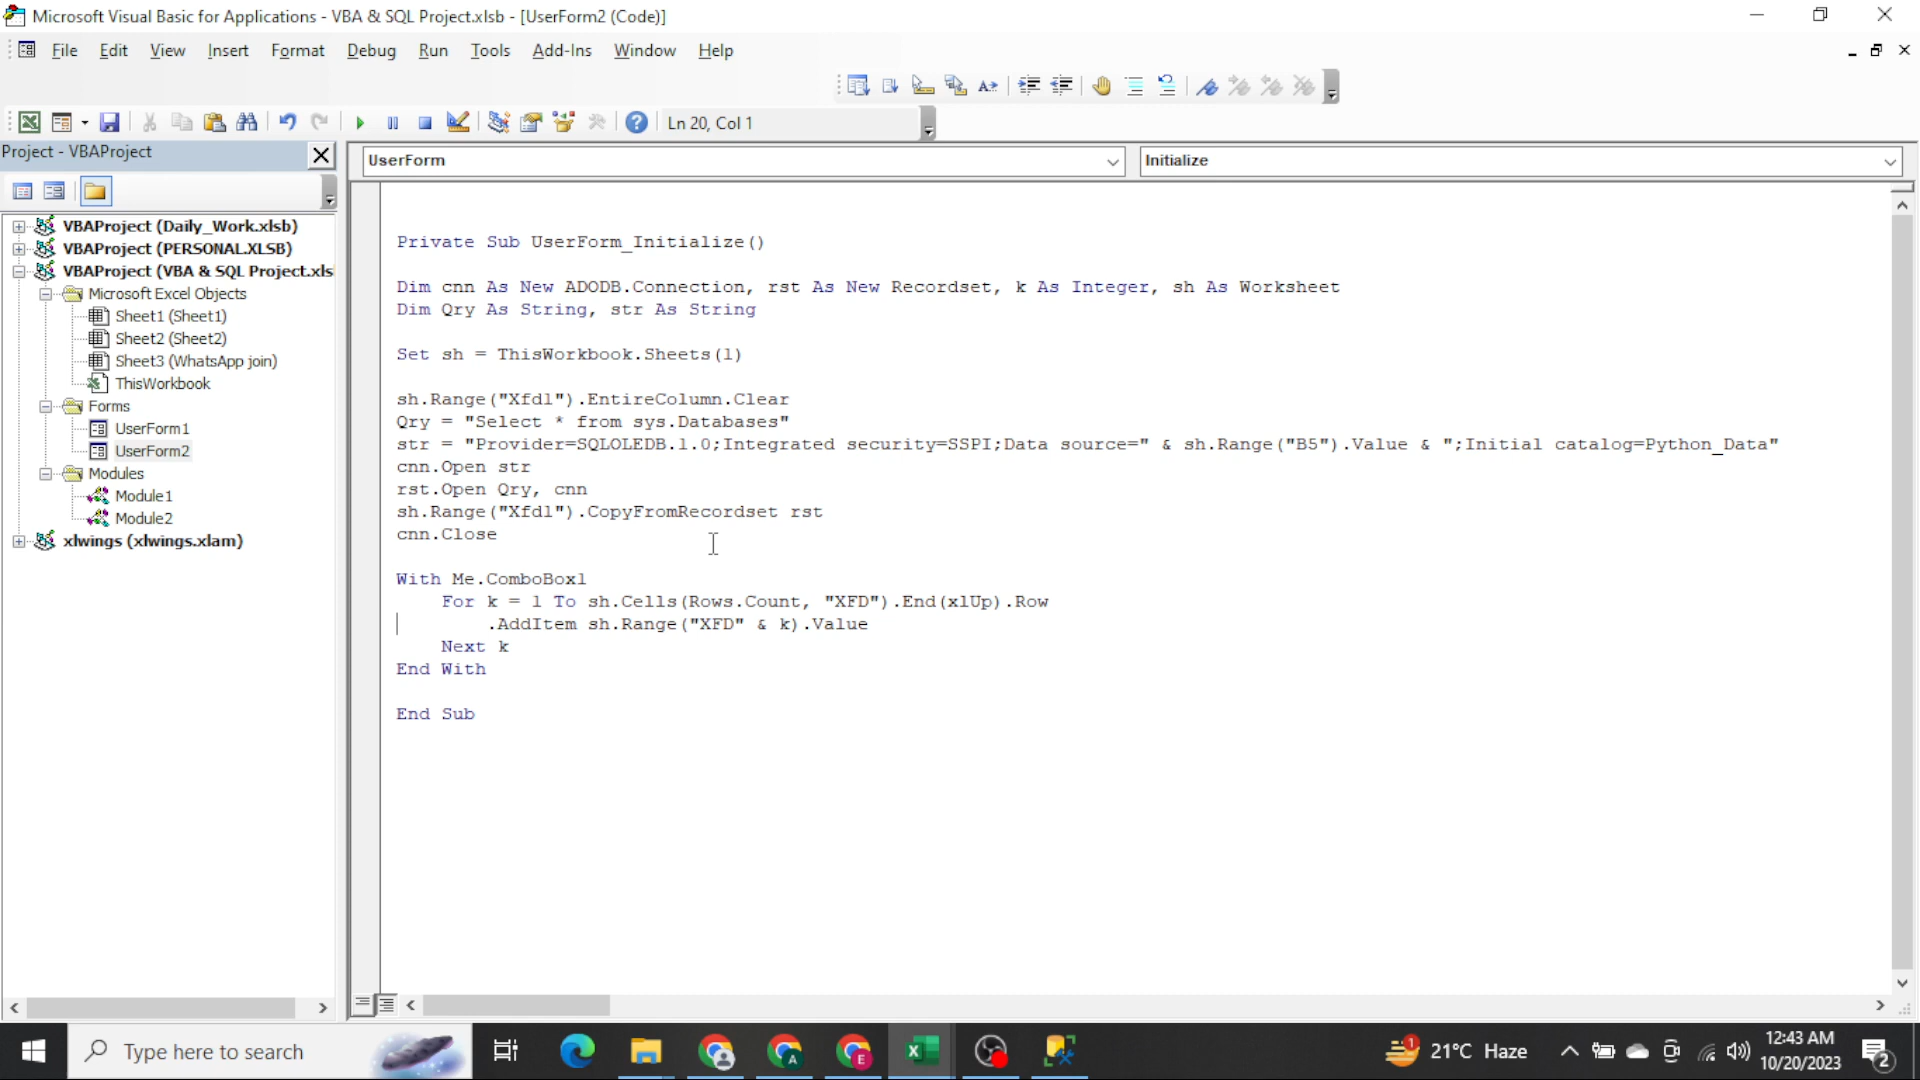 Microsoft Visual Basic for Applications - VBA & SQL Project.xlsb - [UserForm2 (Code)]
File Edit View Insert Format Debug Run Tools Add-Ins Window Help
Ln 20, Col 1
Project - VBAProject
UserForm
Initialize
VBAProject (Daily_Work.xlsb)
VBAProject (PERSONAL.XLSB)
VBAProject (VBA & SQL Project.xls
Microsoft Excel Objects
Sheet1 (Sheet1)
Sheet2 (Sheet2)
Sheet3 (WhatsApp join)
ThisWorkbook
Forms
UserForm1
UserForm2
Modules
Module1
Module2
xlwings (xlwings.xlam)
Private Sub UserForm_Initialize()
Dim cnn As New ADODB.Connection, rst As New Recordset, k As Integer, sh As Worksheet
Dim Qry As String, str As String
Set sh = ThisWorkbook.Sheets(1)
sh.Range("Xfd1").EntireColumn.Clear
Qry = "Select * from sys.Databases"
str = "Provider=SQLOLEDB.1.0;Integrated security=SSPI;Data source=" & sh.Range("B5").Value & ";Initial catalog=Python_Data"
cnn.Open str
rst.Open Qry, cnn
sh.Range("Xfd1").CopyFromRecordset rst
cnn.Close
With Me.ComboBox1
For k = 1 To sh.Cells(Rows.Count, "XFD").End(xlUp).Row
.AddItem sh.Range("XFD" & k).Value
Next k
End With
End Sub
Type here to search
1
21°C Haze
12:43 AM
10/20/2023
2